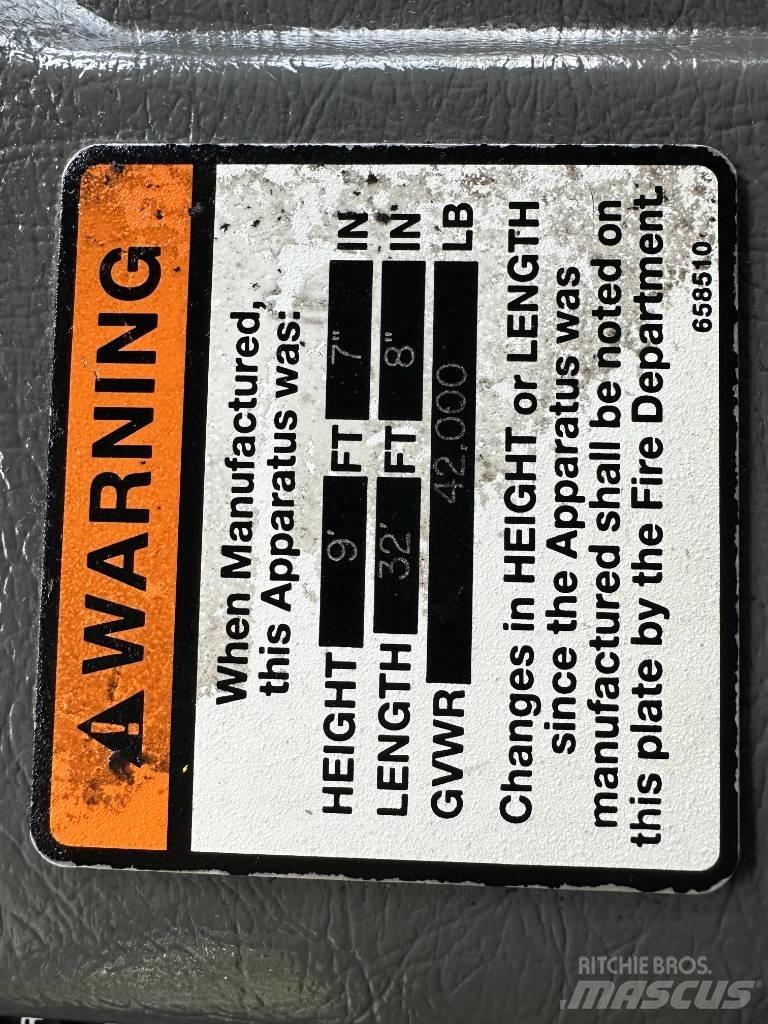 WARNING
When Manufactured,
this Apparatus was:
HEIGHT 9' FT 7" IN
LENGTH 32' FT 8" IN
GVWR 42,000 LB
Changes in HEIGHT or LENGTH
since the Apparatus was
manufactured shall be noted on
this plate by the Fire Department.
658510
RITCHIE BROS.
MASCUS